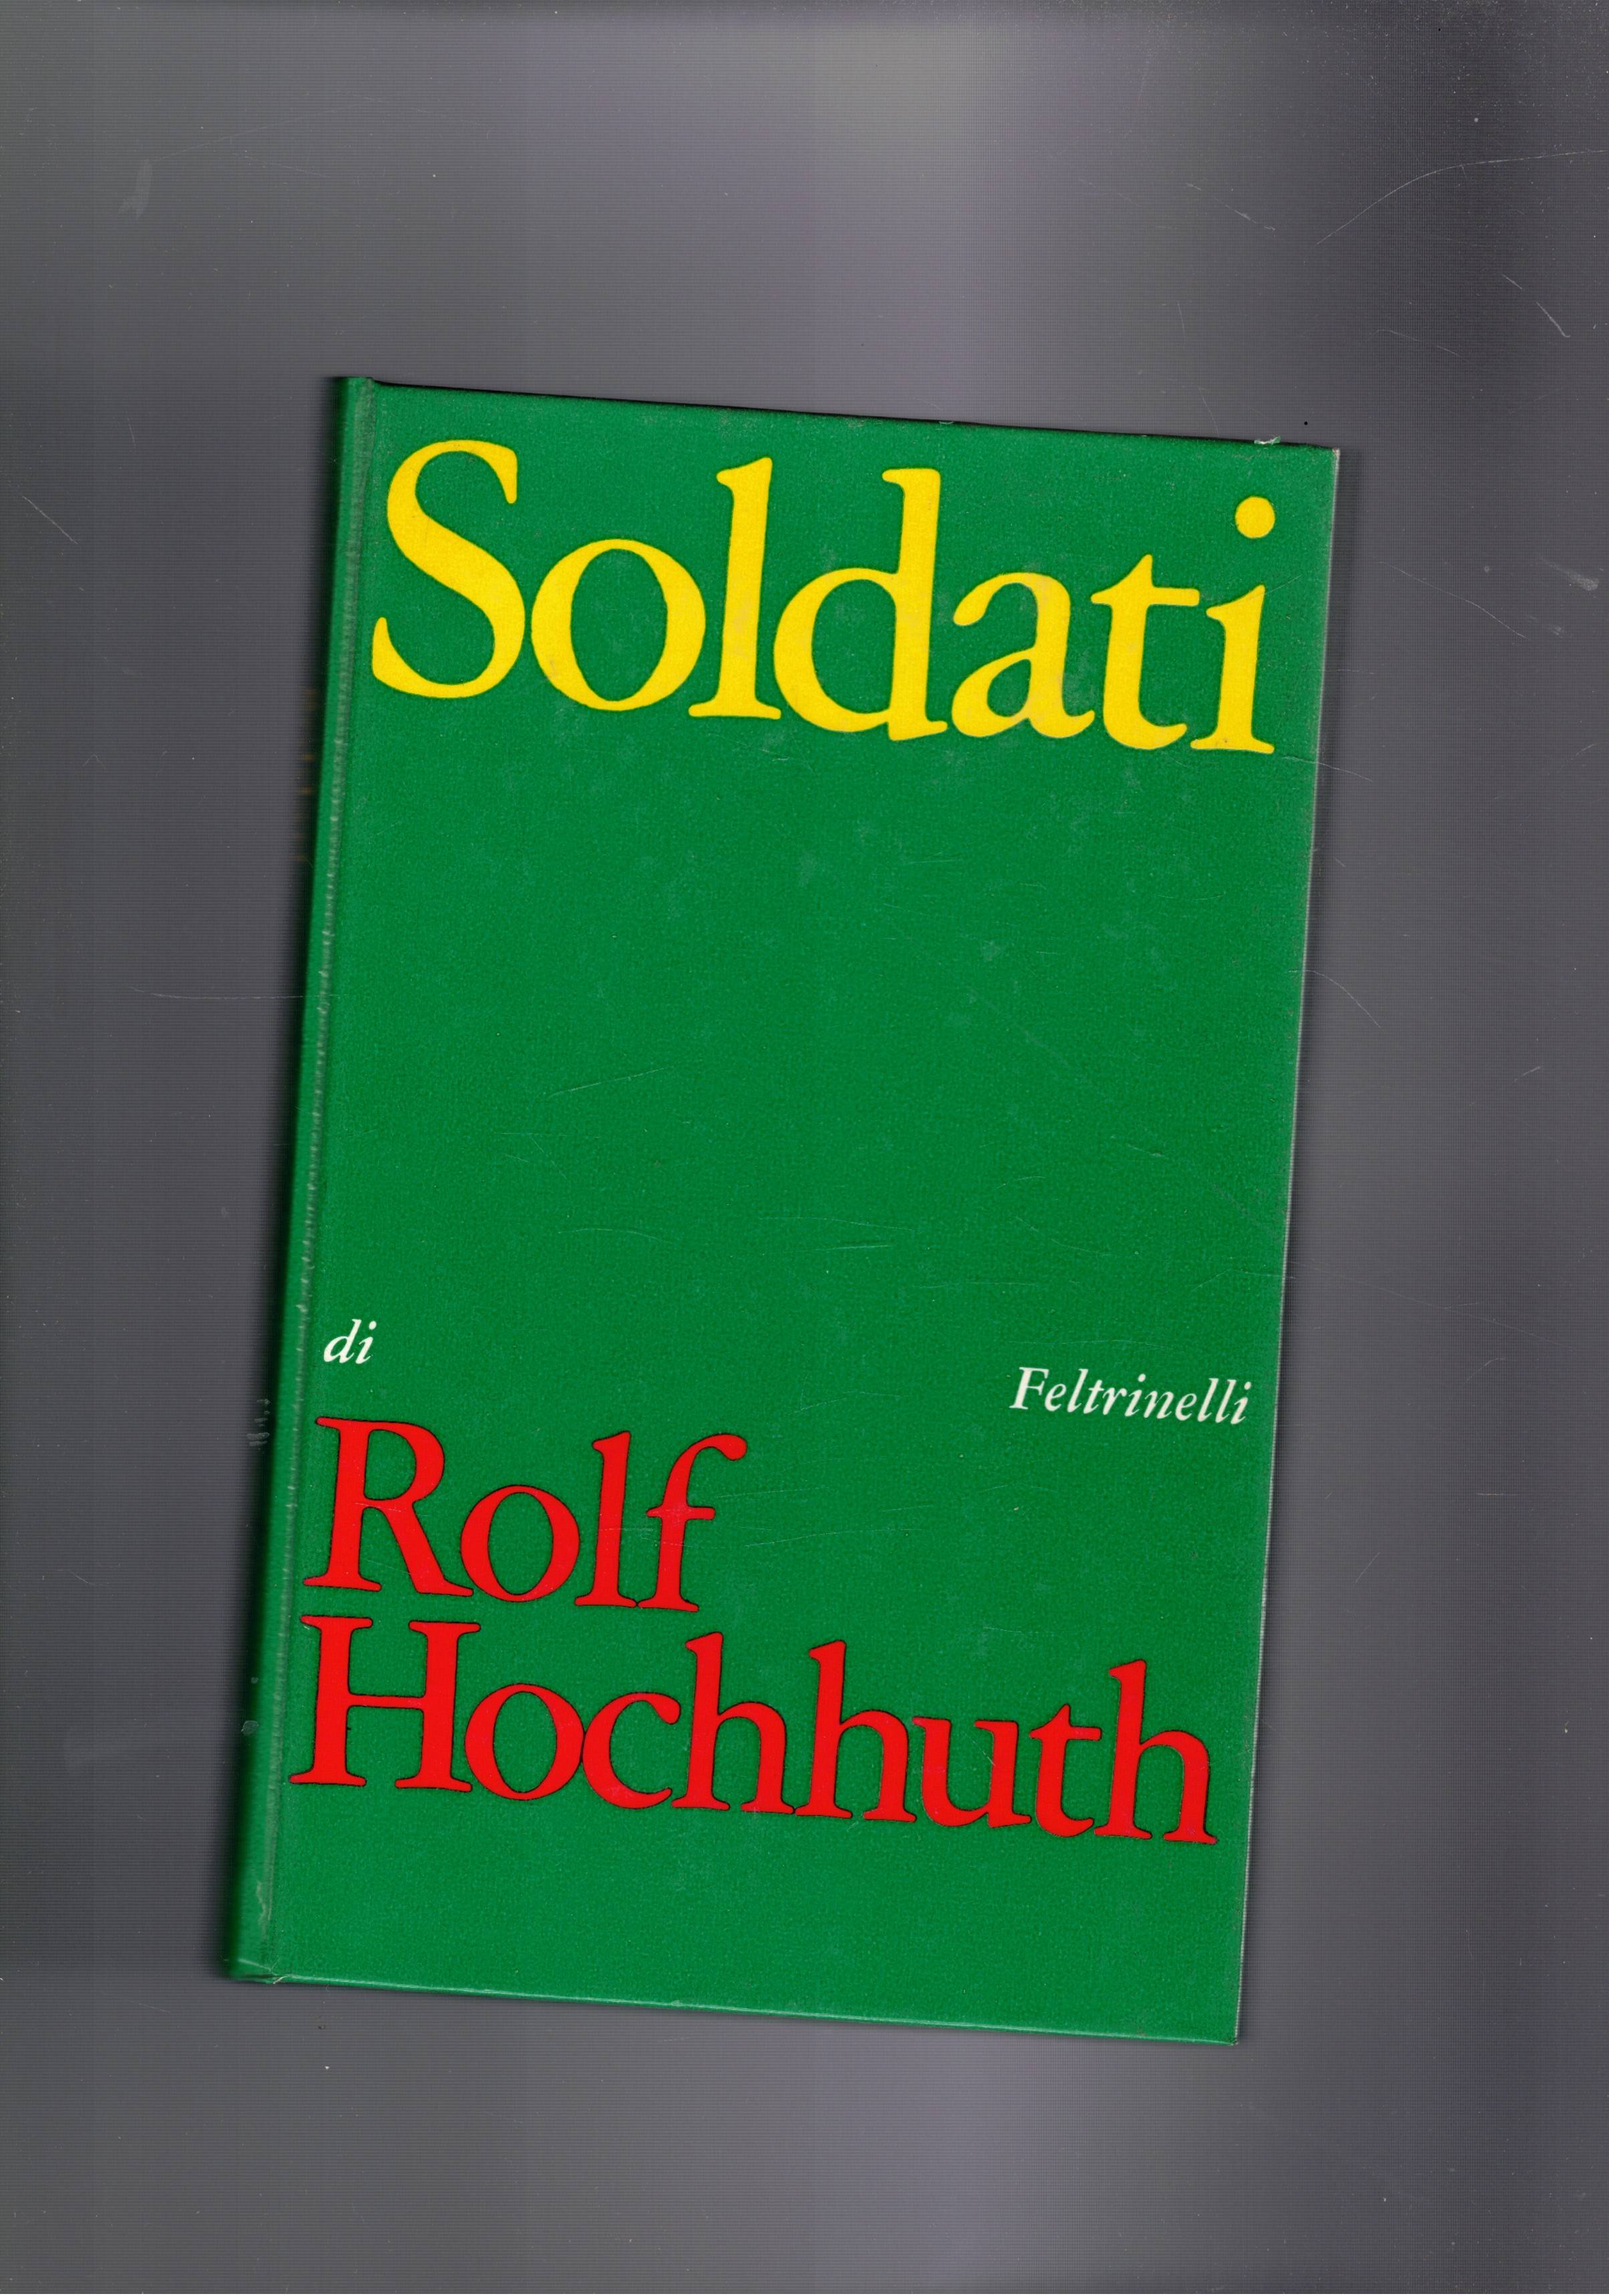 Soldati
di
Feltrinelli
Rolf
Hochhuth